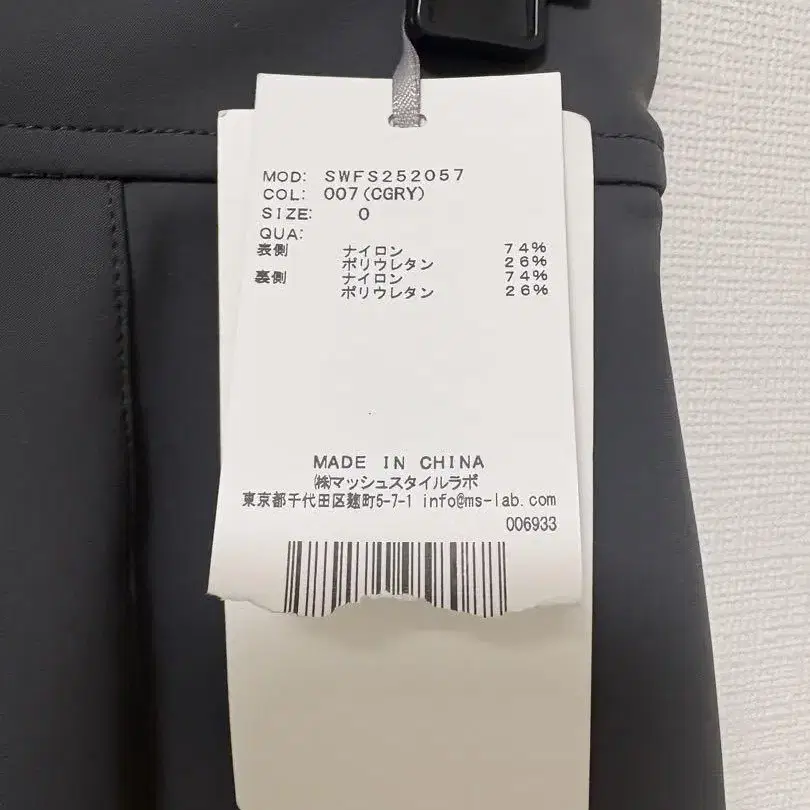 MOD: SWFS252057
COL: 007(CGRY)
SIZE: 0
QUA:
表側 ナイロン 74%
ポリウレタン 26%
裏側 ナイロン 74%
ポリウレタン 26%
MADE IN CHINA
㈱マッシュスタイルラボ
東京都千代田区麹町5-7-1 info@ms-lab.com
006933